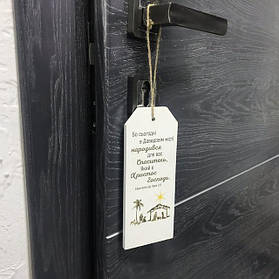 Бо сьогодні
в Давидовім місті
народився
для вас
Спаситель,
Який є
Христос
Господь.